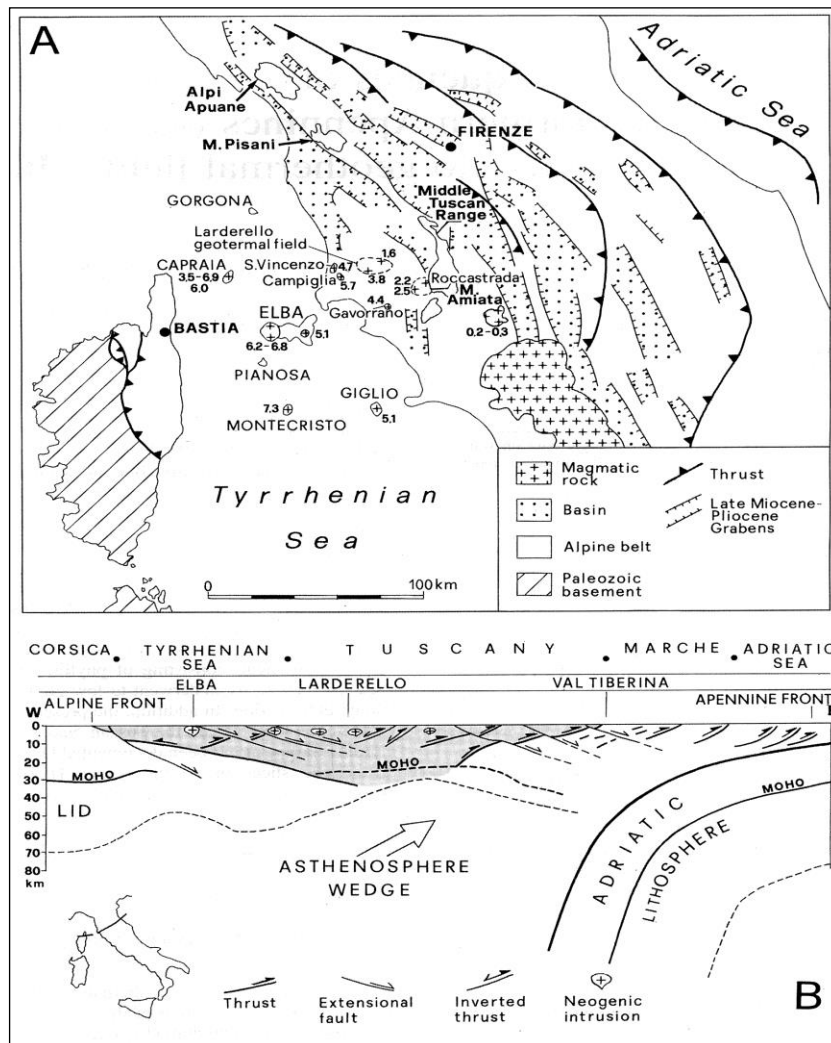 A
Adriatic Sea
Alpi
Apuane
FIRENZE
M. Pisani
Middle
Tuscan
Range
GORGONA
Larderello
geotermal field
1.6
CAPRAIA
S.Vincenzo
4.7
3.8
2.2
Roccastrada
3.5-6.9
Campiglia
5.7
2.5
M.
Amiata
6.0
4.4
Gavorrano
ELBA
BASTIA
5.1
0.2-0.3
6.2-6.8
PIANOSA
GIGLIO
7.3
5.1
MONTECRISTO
Tyrrhenian
Sea
0
100km
Magmatic
rock
Thrust
Basin
Late Miocene-
Pliocene
Grabens
Alpine belt
Paleozoic
basement
CORSICA
TYRRHENIAN
SEA
TUSCANY
MARCHE
ADRIATIC
SEA
ELBA
LARDERELLO
VAL TIBERINA
ALPINE FRONT
APENNINE FRONT
W
0
10
20
30
40
50
60
70
80
km
MOHO
MOHO
MOHO
LID
ASTHENOSPHERE
WEDGE
ADRIATIC
LITHOSPHERE
Thrust
Extensional
fault
Inverted
thrust
Neogenic
intrusion
B